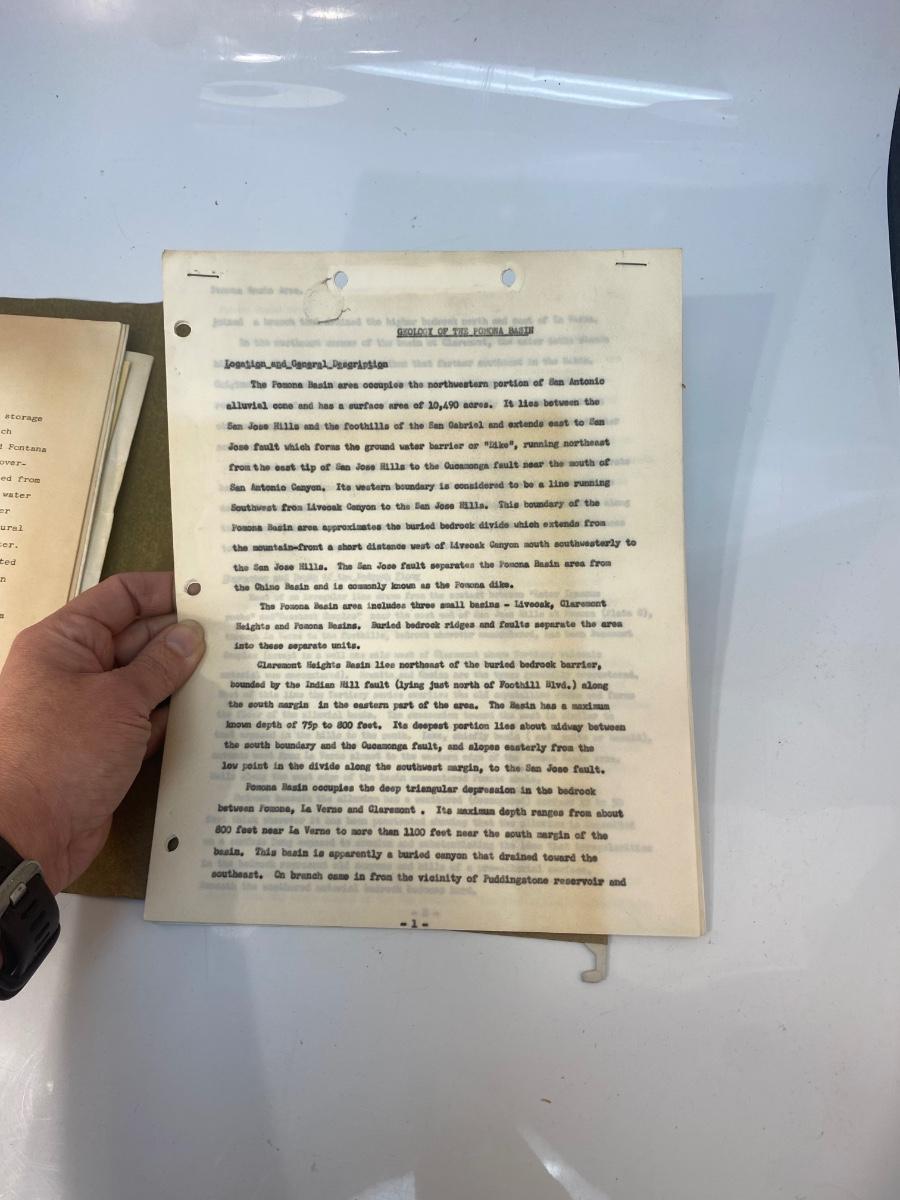 storage
ch
Fontana
over-
ed from
water
er
ural
ter.
ted
n
GEOLOGY OF THE POMONA BASIN
Location and General Description
The Pomona Basin area occupies the northwestern portion of San Antonio
alluvial cone and has a surface area of 10,490 acres. It lies between the
San Jose Hills and the foothills of the San Gabriel and extends east to San
Jose fault which forms the ground water barrier or "Dike", running northeast
from the east tip of San Jose Hills to the Cucamonga fault near the mouth of
San Antonio Canyon. Its western boundary is considered to be a line running
Southwest from Liveoak Canyon to the San Jose Hills. This boundary of the
Pomona Basin area approximates the buried bedrock divide which extends from
the mountain-front a short distance west of Liveoak Canyon mouth southwesterly to
the San Jose Hills. The San Jose fault separates the Pomona Basin area from
the Chino Basin and is commonly known as the Pomona dike.
The Pomona Basin area includes three small basins - Liveoak, Claremont
Heights and Pomona Basins. Buried bedrock ridges and faults separate the area
into these separate units.
Claremont Heights Basin lies northeast of the buried bedrock barrier,
bounded by the Indian Hill fault (lying just north of Foothill Blvd.) along
the south margin in the eastern part of the area. The Basin has a maximum
known depth of 75p to 800 feet. Its deepest portion lies about midway between
the south boundary and the Cucamonga fault, and slopes easterly from the
low point in the divide along the southwest margin, to the San Jose fault.
Pomona Basin occupies the deep triangular depression in the bedrock
between Pomona, La Verne and Claremont . Its maximum depth ranges from about
800 feet near La Verne to more than 1100 feet near the south margin of the
basin. This basin is apparently a buried canyon that drained toward the
southeast. On branch came in from the vicinity of Puddingstone reservoir and
- 1 -